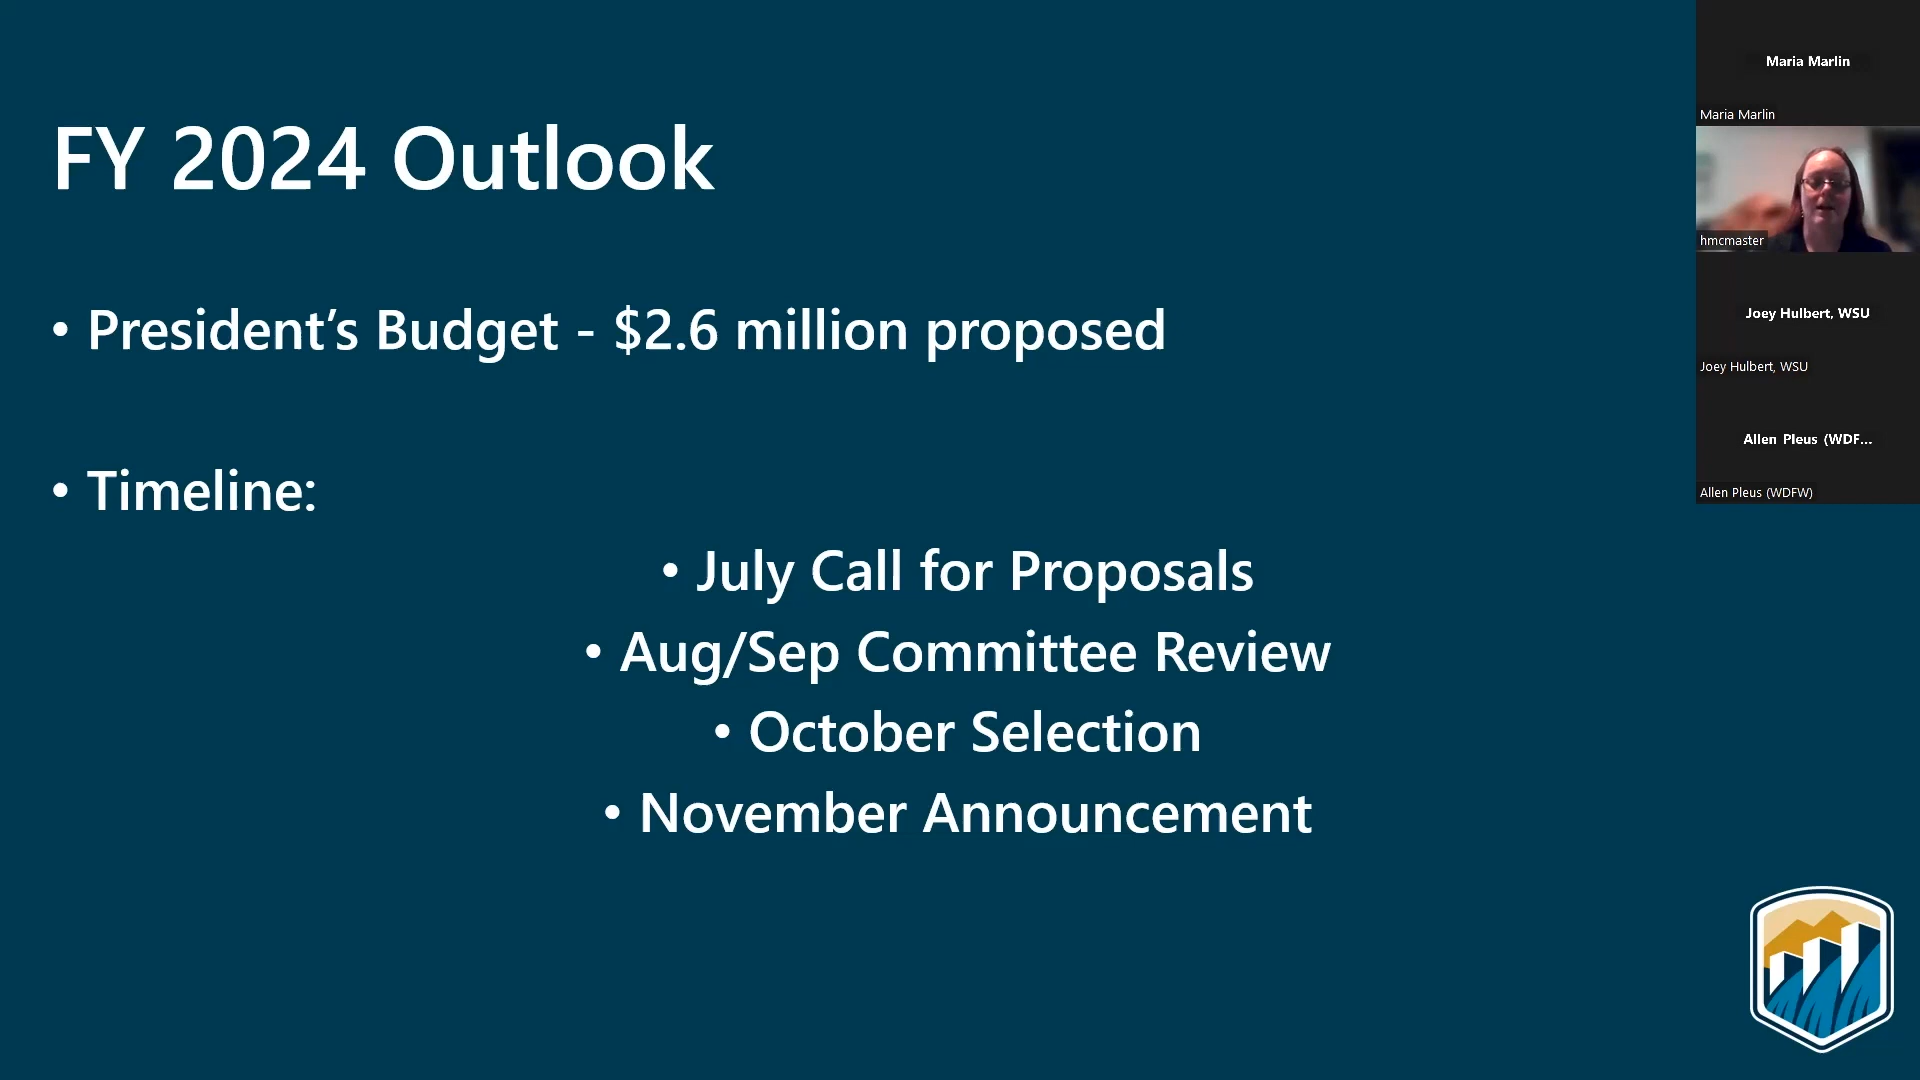 FY 2024 Outlook
• President’s Budget - $2.6 million proposed
• Timeline:
• July Call for Proposals
• Aug/Sep Committee Review
• October Selection
• November Announcement
Maria Marlin
Maria Marlin
hmcmaster
Joey Hulbert, WSU
Joey Hulbert, WSU
Allen Pleus (WDF...
Allen Pleus (WDFW)